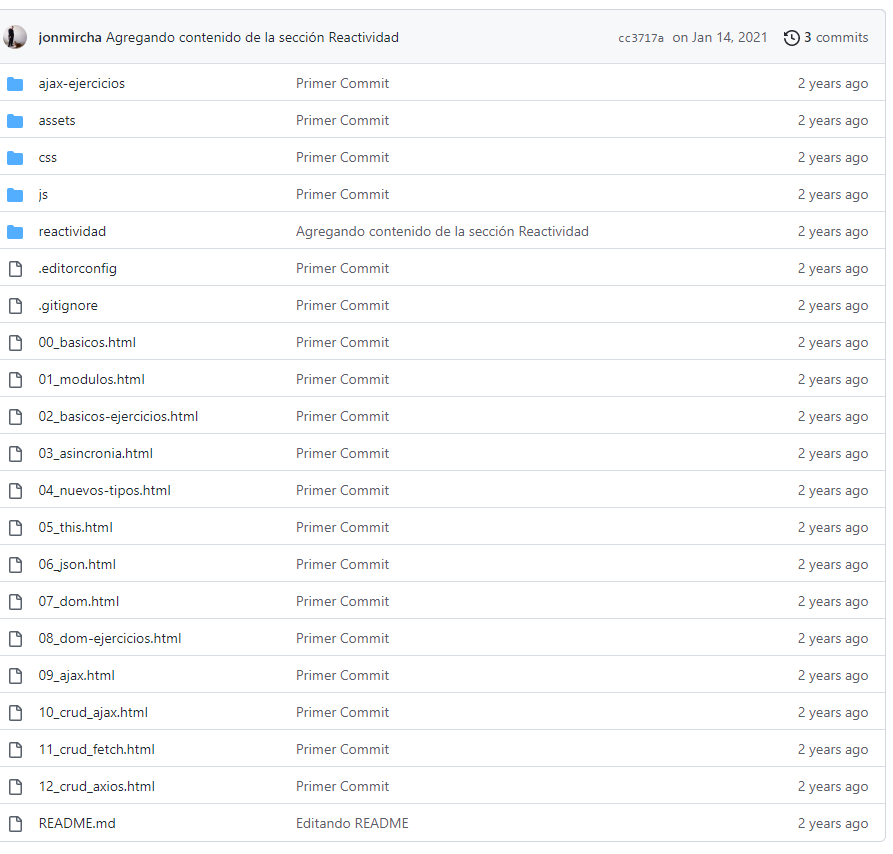 jonmircha Agregando contenido de la sección Reactividad cc3717a on Jan 14, 2021 3 commits
ajax-ejercicios Primer Commit 2 years ago
assets Primer Commit 2 years ago
css Primer Commit 2 years ago
js Primer Commit 2 years ago
reactividad Agregando contenido de la sección Reactividad 2 years ago
.editorconfig Primer Commit 2 years ago
.gitignore Primer Commit 2 years ago
00_basicos.html Primer Commit 2 years ago
01_modulos.html Primer Commit 2 years ago
02_basicos-ejercicios.html Primer Commit 2 years ago
03_asincronia.html Primer Commit 2 years ago
04_nuevos-tipos.html Primer Commit 2 years ago
05_this.html Primer Commit 2 years ago
06_json.html Primer Commit 2 years ago
07_dom.html Primer Commit 2 years ago
08_dom-ejercicios.html Primer Commit 2 years ago
09_ajax.html Primer Commit 2 years ago
10_crud_ajax.html Primer Commit 2 years ago
11_crud_fetch.html Primer Commit 2 years ago
12_crud_axios.html Primer Commit 2 years ago
README.md Editando README 2 years ago